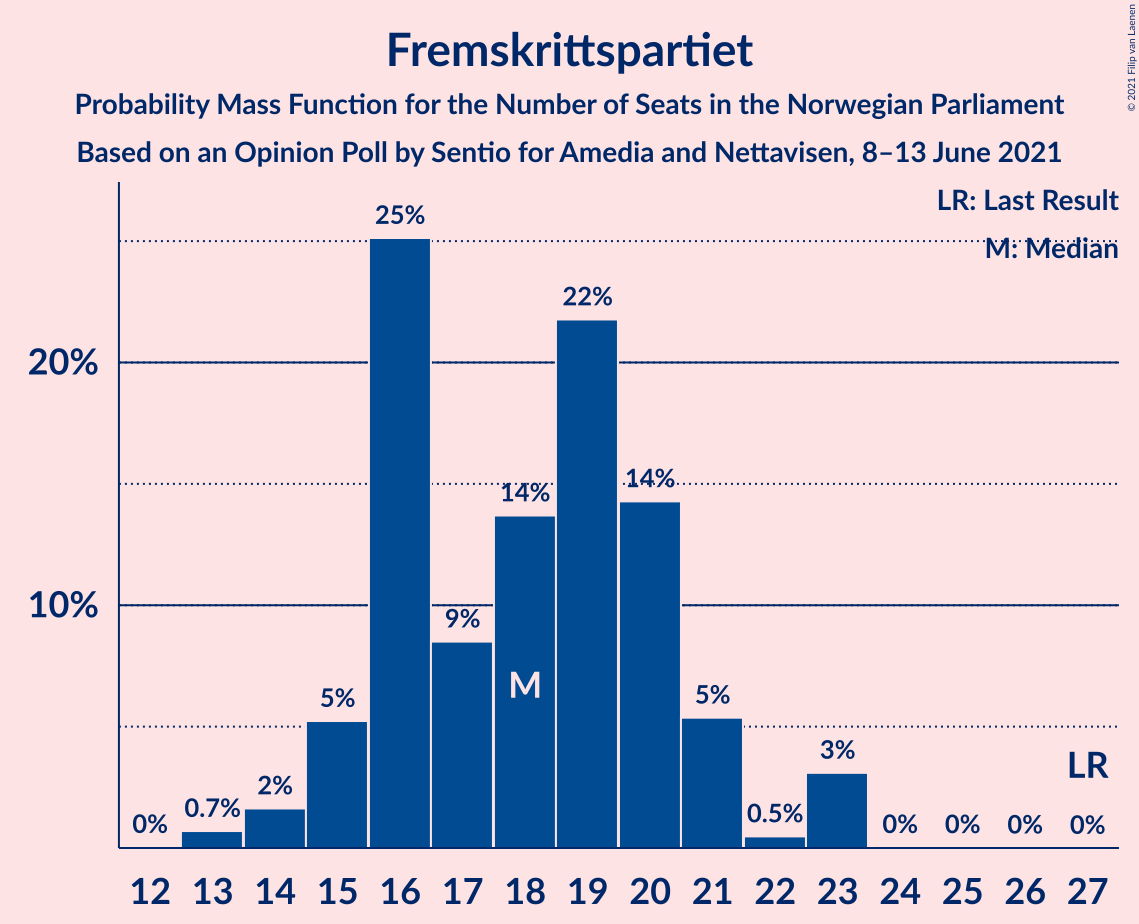 Fremskrittspartiet
Probability Mass Function for the Number of Seats in the Norwegian Parliament
Based on an Opinion Poll by Sentio for Amedia and Nettavisen, 8–13 June 2021
© 2021 Filip van Laenen
LR: Last Result
M: Median
20%
10%
0%
0.7%
2%
5%
25%
9%
14%
M
22%
14%
5%
0.5%
3%
0%
0%
0%
LR
0%
12 13 14 15 16 17 18 19 20 21 22 23 24 25 26 27